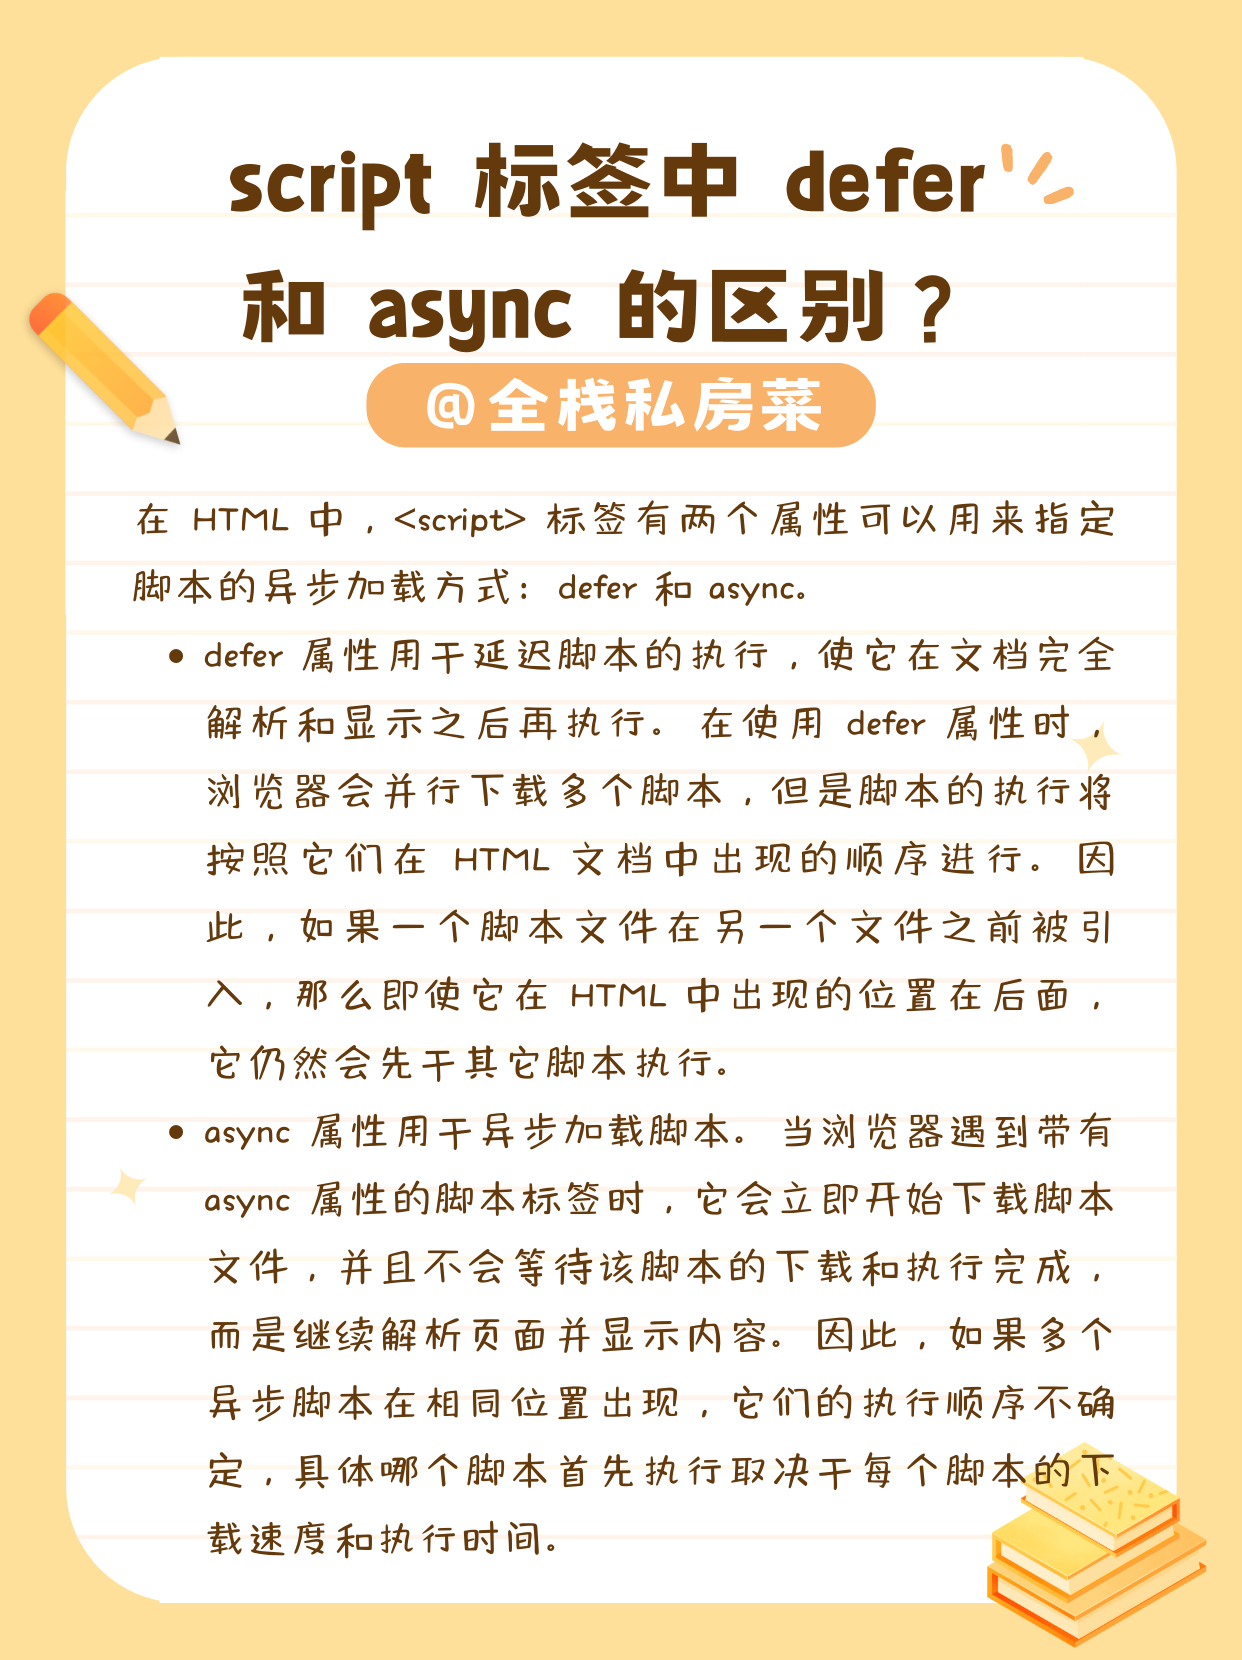 script 标签中 defer
和 async 的区别？
@全栈私房菜
在 HTML 中，<script> 标签有两个属性可以用来指定
脚本的异步加载方式：defer 和 async。
• defer 属性用于延迟脚本的执行，使它在文档完全
解析和显示之后再执行。在使用 defer 属性时，
浏览器会并行下载多个脚本，但是脚本的执行将
按照它们在 HTML 文档中出现的顺序进行。因
此，如果一个脚本文件在另一个文件之前被引
入，那么即使它在 HTML 中出现的位置在后面，
它仍然会先于其它脚本执行。
• async 属性用于异步加载脚本。当浏览器遇到带有
async 属性的脚本标签时，它会立即开始下载脚本
文件，并且不会等待该脚本的下载和执行完成，
而是继续解析页面并显示内容。因此，如果多个
异步脚本在相同位置出现，它们的执行顺序不确
定，具体哪个脚本首先执行取决于每个脚本的下
载速度和执行时间。